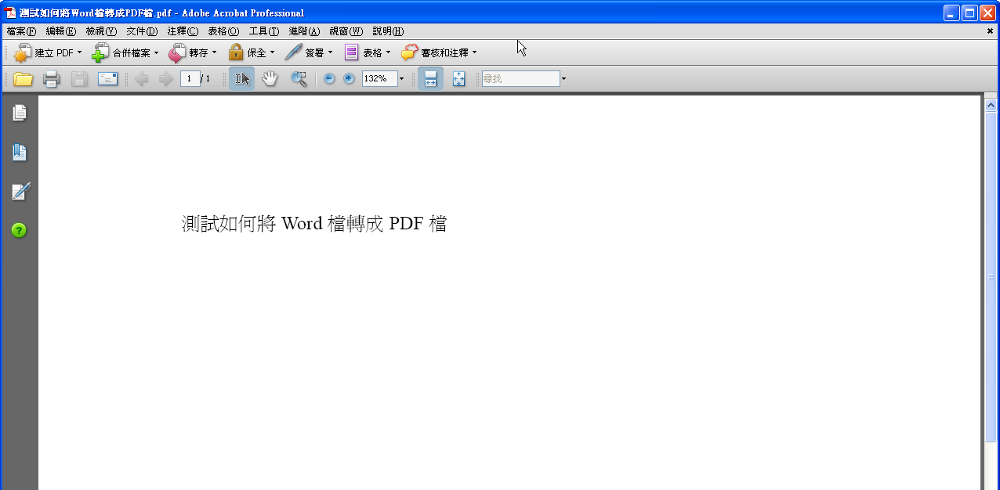 測試如何將Word檔轉成PDF檔.pdf - Adobe Acrobat Professional
檔案(F) 編輯(E) 檢視(V) 文件(D) 注釋(C) 表格(O) 工具(T) 進階(A) 視窗(W) 說明(H)
建立 PDF 合併檔案 轉存 保全 簽署 表格 審核和注釋
1 / 1 132% 尋找
測試如何將 Word 檔轉成 PDF 檔